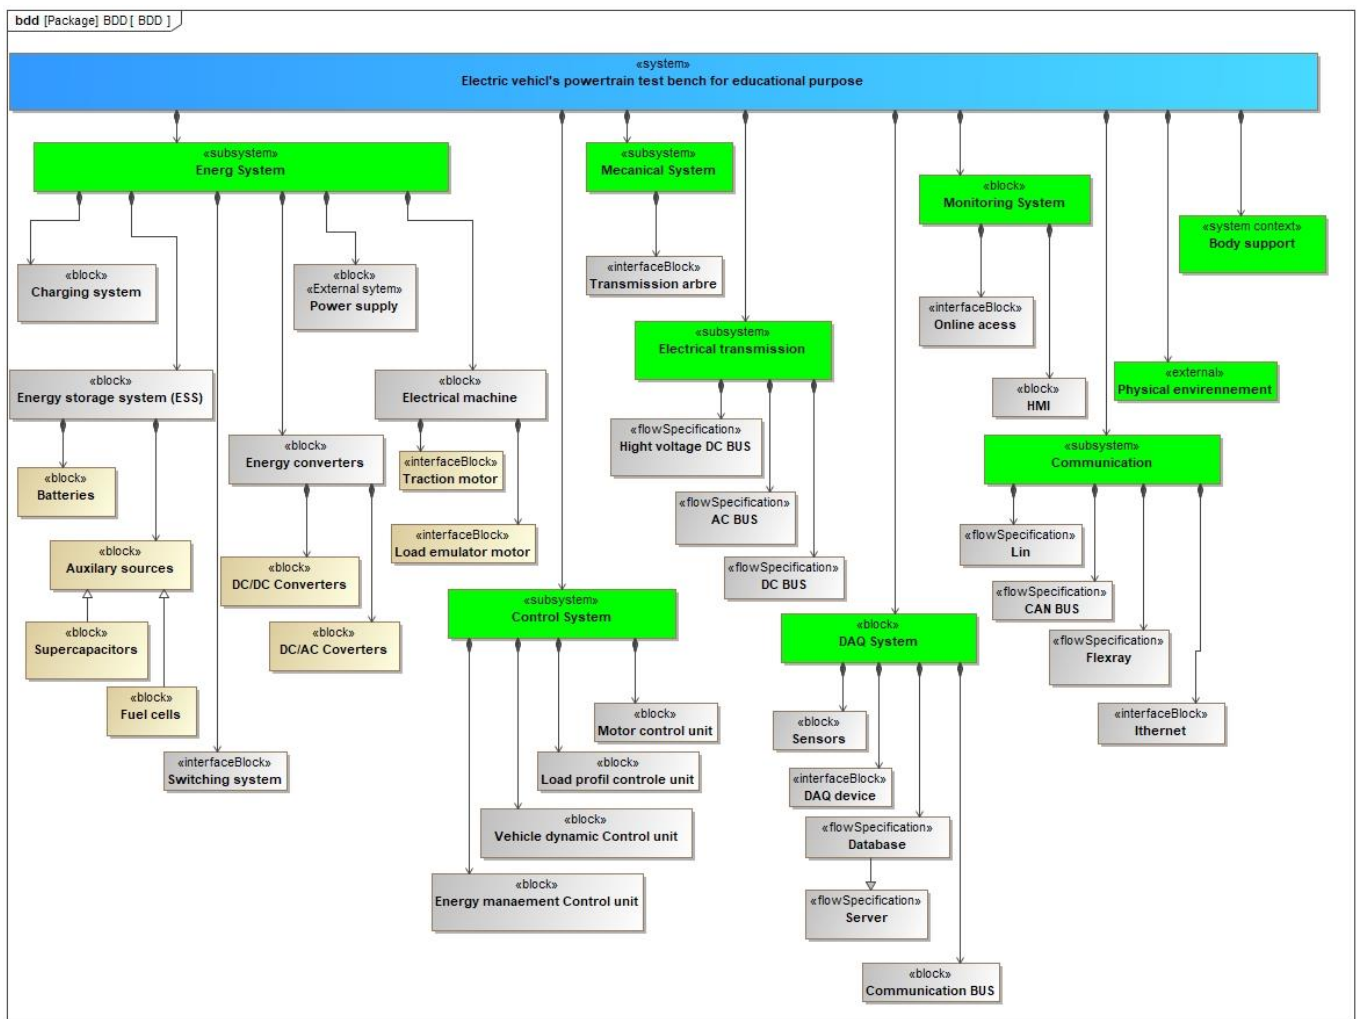 bdd [Package] BDD [ BDD ]
«system»
Electric vehicl's powertrain test bench for educational purpose
«subsystem»
Energ System
«block»
Charging system
«block»
«External sytem»
Power supply
«block»
Energy storage system (ESS)
«block»
Electrical machine
«block»
Energy converters
«block»
Batteries
«interfaceBlock»
Traction motor
«interfaceBlock»
Load emulator motor
«block»
Auxilary sources
«block»
DC/DC Converters
«block»
Supercapacitors
«block»
DC/AC Coverters
«block»
Fuel cells
«interfaceBlock»
Switching system
«subsystem»
Control System
«block»
Motor control unit
«block»
Load profil controle unit
«block»
Vehicle dynamic Control unit
«block»
Energy manaement Control unit
«subsystem»
Mecanical System
«interfaceBlock»
Transmission arbre
«subsystem»
Electrical transmission
«flowSpecification»
Hight voltage DC BUS
«flowSpecification»
AC BUS
«flowSpecification»
DC BUS
«block»
DAQ System
«block»
Sensors
«interfaceBlock»
DAQ device
«flowSpecification»
Database
«flowSpecification»
Server
«block»
Communication BUS
«block»
Monitoring System
«interfaceBlock»
Online acess
«block»
HMI
«subsystem»
Communication
«flowSpecification»
Lin
«flowSpecification»
CAN BUS
«flowSpecification»
Flexray
«interfaceBlock»
Ithernet
«external»
Physical envirennement
«system context»
Body support